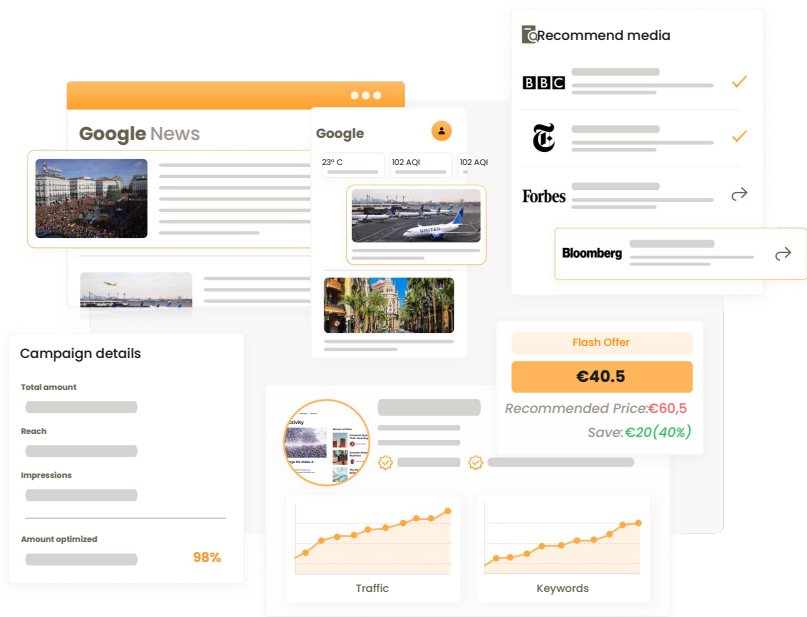 Recommend media
BBC
Forbes
Bloomberg
Google News
Google
23° C
102 AQI
102 AQI
UNITED
Flash Offer
€40.5
Recommended Price:€60,5
Save:€20(40%)
Campaign details
Total amount
Reach
Impressions
Amount optimized
98%
Traffic
Keywords